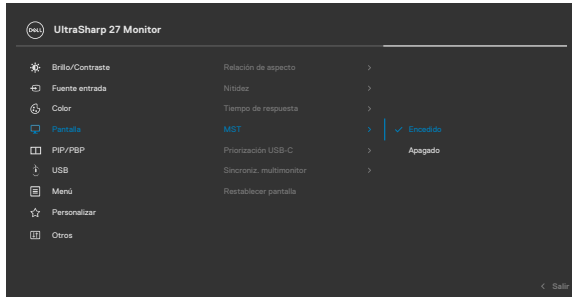 DELL UltraSharp 27 Monitor
Brillo/Contraste Relación de aspecto
Fuente entrada Nitidez
Color Tiempo de respuesta
Pantalla MST Encedido
PIP/PBP Priorización USB-C Apagado
USB Sincroniz. multimonitor
Menú Restablecer pantalla
Personalizar
Otros
Salir